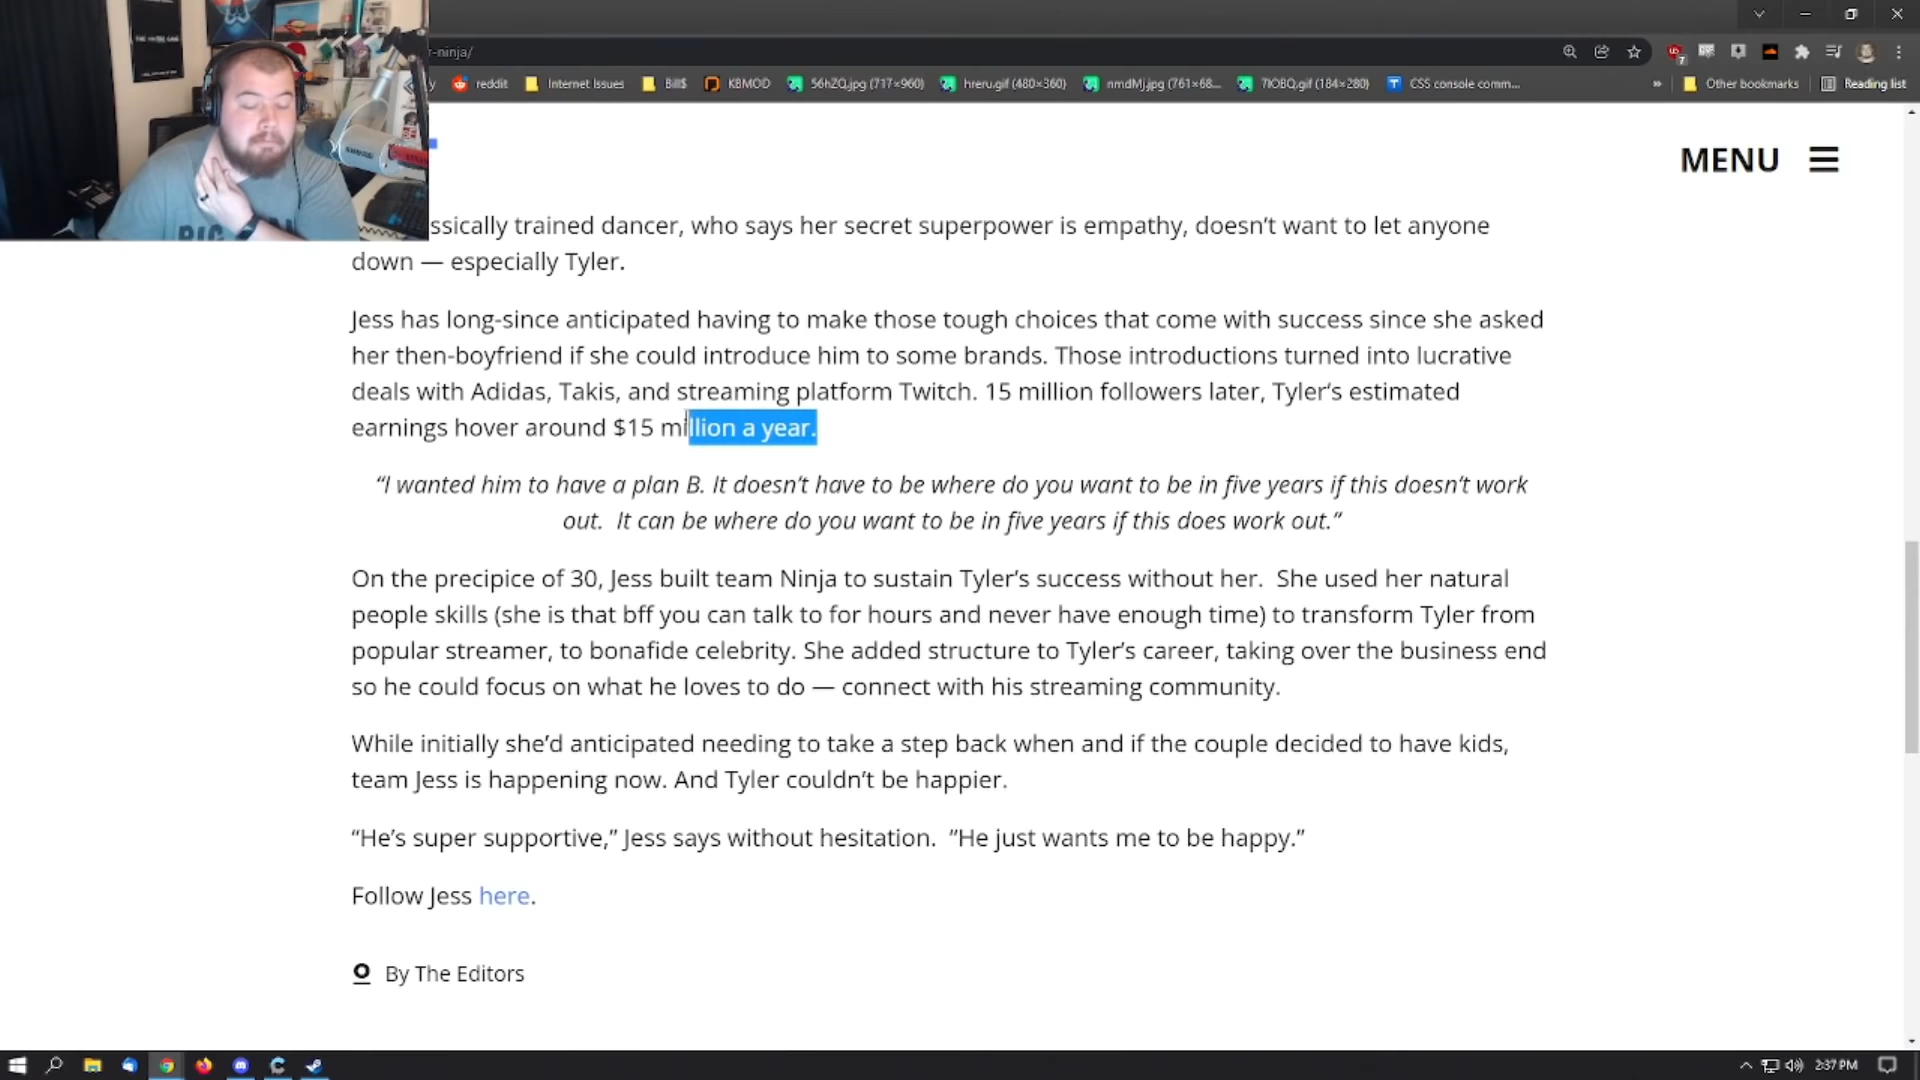 r-ninja/
y
reddit
Internet Issues
Bill$
KBMOD
56hZQ.jpg (717×960)
hreru.gif (480×360)
nmdMj.jpg (761×68...
7IOBQ.gif (184×280)
CSS console comm...
»
Other bookmarks
Reading list
MENU
ssically trained dancer, who says her secret superpower is empathy, doesn’t want to let anyone
down — especially Tyler.
Jess has long-since anticipated having to make those tough choices that come with success since she asked
her then-boyfriend if she could introduce him to some brands. Those introductions turned into lucrative
deals with Adidas, Takis, and streaming platform Twitch. 15 million followers later, Tyler’s estimated
earnings hover around $15 million a year.
“I wanted him to have a plan B. It doesn’t have to be where do you want to be in five years if this doesn’t work
out.  It can be where do you want to be in five years if this does work out.”
On the precipice of 30, Jess built team Ninja to sustain Tyler’s success without her.  She used her natural
people skills (she is that bff you can talk to for hours and never have enough time) to transform Tyler from
popular streamer, to bonafide celebrity. She added structure to Tyler’s career, taking over the business end
so he could focus on what he loves to do — connect with his streaming community.
While initially she’d anticipated needing to take a step back when and if the couple decided to have kids,
team Jess is happening now. And Tyler couldn’t be happier.
“He’s super supportive,” Jess says without hesitation.  “He just wants me to be happy.”
Follow Jess here.
By The Editors
2:37 PM